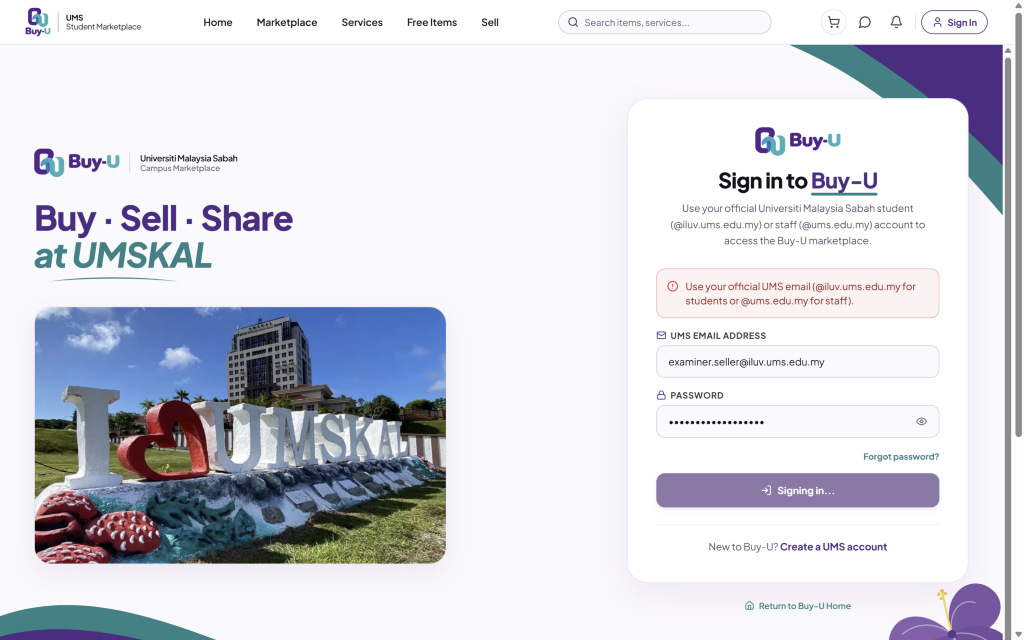 Buy-U
UMS
Student Marketplace
Home
Marketplace
Services
Free Items
Sell
Search items, services...
Sign In
Buy-U
Universiti Malaysia Sabah
Campus Marketplace
Buy · Sell · Share
at UMSKAL
I UMSKAL
Buy-U
Sign in to Buy-U
Use your official Universiti Malaysia Sabah student
(@iluv.ums.edu.my) or staff (@ums.edu.my) account to
access the Buy-U marketplace.
Use your official UMS email (@iluv.ums.edu.my for
students or @ums.edu.my for staff).
UMS EMAIL ADDRESS
examiner.seller@iluv.ums.edu.my
PASSWORD
••••••••••••••••••
Forgot password?
Signing in...
New to Buy-U? Create a UMS account
Return to Buy-U Home